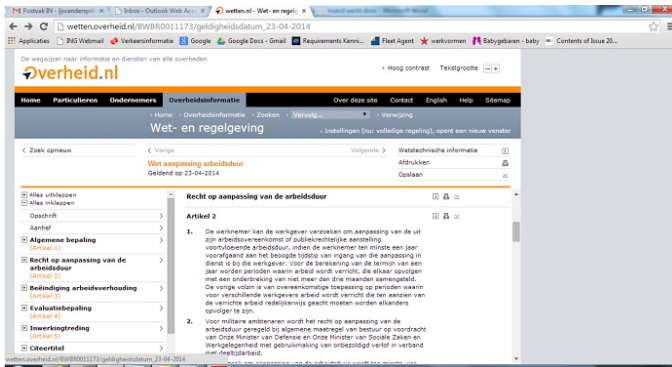 Postvak IN - ljovandenpol
Inbox - Outlook Web Acc
wetten.overheid.nl - Wet- en regelg
wetten.overheid.nl/BWBR0011173/geldigheidsdatum_23-04-2014
Applicaties ING Webmail Verkeersinformatie Google Google Docs - Gmail Requirements Kenni... Fleet Agent werkvormen Babygebaren - baby Contents of Issue 20...
De wegwijzer naar informatie en diensten van alle overheden
Overheid.nl
Hoog contrast Tekstgrootte
Home Particulieren Ondernemers Overheidsinformatie Over deze site Contact English Help Sitemap
Home Overheidsinformatie Zoeken Vervolg... Verwijzing
Wet- en regelgeving
Instellingen (nu: volledige regeling), opent een nieuw venster
Zoek opnieuw
Vorige Volgende
Wet aanpassing arbeidsduur
Geldend op 23-04-2014
Wetstechnische informatie
Afdrukken
Opslaan
Alles uitklappen
Alles inklappen
Opschrift
Aanhef
Algemene bepaling
(Artikel 1)
Recht op aanpassing van de
arbeidsduur
(Artikel 2)
Beëindiging arbeidsverhouding
(Artikel 3)
Evaluatiebepaling
(Artikel 4)
Inwerkingtreding
(Artikel 5)
Citeertitel
Recht op aanpassing van de arbeidsduur
Artikel 2
1. De werknemer kan de werkgever verzoeken om aanpassing van de uit
zijn arbeidsovereenkomst of publiekrechtelijke aanstelling
voortvloeiende arbeidsduur, indien de werknemer ten minste een jaar
voorafgaand aan het beoogde tijdstip van ingang van die aanpassing in
dienst is bij die werkgever. Voor de berekening van de termijn van een
jaar worden perioden waarin arbeid wordt verricht, die elkaar opvolgen
met een onderbreking van niet meer dan drie maanden samengeteld.
De vorige volzin is van overeenkomstige toepassing op perioden waarin
voor verschillende werkgevers arbeid wordt verricht die ten aanzien van
de verrichte arbeid redelijkerwijs geacht moeten worden elkanders
opvolger te zijn.
2. Voor militaire ambtenaren wordt het recht op aanpassing van de
arbeidsduur geregeld bij algemene maatregel van bestuur op voordracht
van Onze Minister van Defensie en Onze Minister van Sociale Zaken en
Werkgelegenheid met gebruikmaking van onbezoldigd verlof in verband
met deeltijdarbeid.
wetten.overheid.nl/BWBR0011173/geldigheidsdatum_23-04-2014